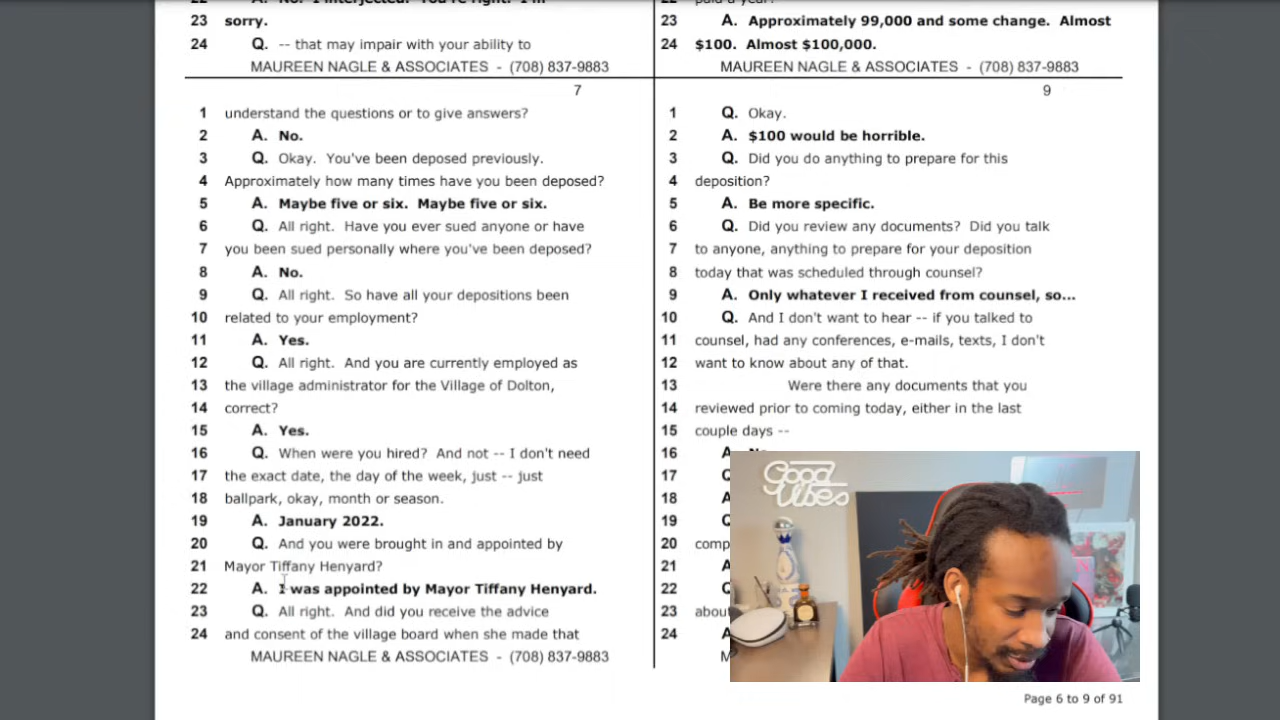 22 A. No. I interjected. You're right. I'm
23 sorry.
24 Q. -- that may impair with your ability to
MAUREEN NAGLE & ASSOCIATES - (708) 837-9883
7
1 understand the questions or to give answers?
2 A. No.
3 Q. Okay. You've been deposed previously.
4 Approximately how many times have you been deposed?
5 A. Maybe five or six. Maybe five or six.
6 Q. All right. Have you ever sued anyone or have
7 you been sued personally where you've been deposed?
8 A. No.
9 Q. All right. So have all your depositions been
10 related to your employment?
11 A. Yes.
12 Q. All right. And you are currently employed as
13 the village administrator for the Village of Dolton,
14 correct?
15 A. Yes.
16 Q. When were you hired? And not -- I don't need
17 the exact date, the day of the week, just -- just
18 ballpark, okay, month or season.
19 A. January 2022.
20 Q. And you were brought in and appointed by
21 Mayor Tiffany Henyard?
22 A. I was appointed by Mayor Tiffany Henyard.
23 Q. All right. And did you receive the advice
24 and consent of the village board when she made that
MAUREEN NAGLE & ASSOCIATES - (708) 837-9883
22 paid a year?
23 A. Approximately 99,000 and some change. Almost
24 $100. Almost $100,000.
MAUREEN NAGLE & ASSOCIATES - (708) 837-9883
9
1 Q. Okay.
2 A. $100 would be horrible.
3 Q. Did you do anything to prepare for this
4 deposition?
5 A. Be more specific.
6 Q. Did you review any documents? Did you talk
7 to anyone, anything to prepare for your deposition
8 today that was scheduled through counsel?
9 A. Only whatever I received from counsel, so...
10 Q. And I don't want to hear -- if you talked to
11 counsel, had any conferences, e-mails, texts, I don't
12 want to know about any of that.
13 Were there any documents that you
14 reviewed prior to coming today, either in the last
15 couple days --
16 A. No
17 Q
18 A
19 Q
20 comp
21 A
22 Q
23 abou
24 A
M
Good Vibes
Page 6 to 9 of 91